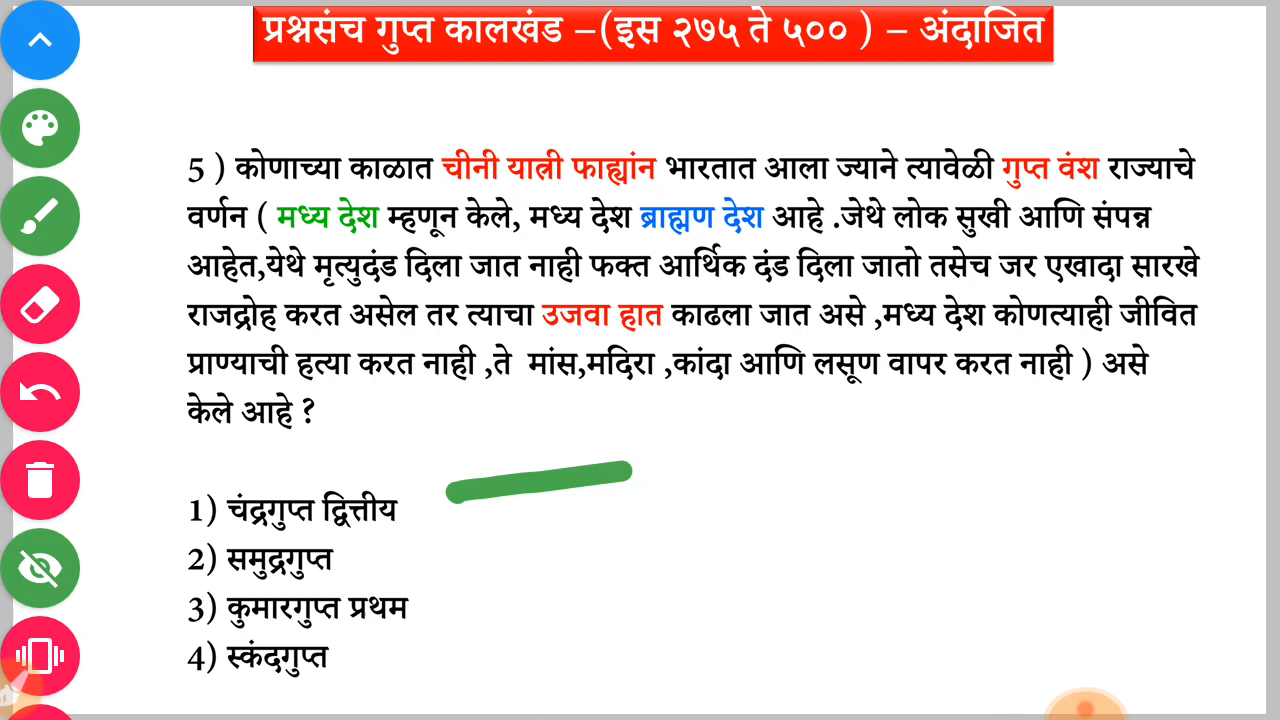 प्रश्नसंच गुप्त कालखंड –(इस २७५ ते ५०० ) – अंदाजित
5 ) कोणाच्या काळात चीनी यात्री फाह्यांन भारतात आला ज्याने त्यावेळी गुप्त वंश राज्याचे
वर्णन ( मध्य देश म्हणून केले, मध्य देश ब्राह्मण देश आहे .जेथे लोक सुखी आणि संपन्न
आहेत,येथे मृत्युदंड दिला जात नाही फक्त आर्थिक दंड दिला जातो तसेच जर एखादा सारखे
राजद्रोह करत असेल तर त्याचा उजवा हात काढला जात असे ,मध्य देश कोणत्याही जीवित
प्राण्याची हत्या करत नाही ,ते मांस,मदिरा ,कांदा आणि लसूण वापर करत नाही ) असे
केले आहे ?
1) चंद्रगुप्त द्वित्तीय
2) समुद्रगुप्त
3) कुमारगुप्त प्रथम
4) स्कंदगुप्त